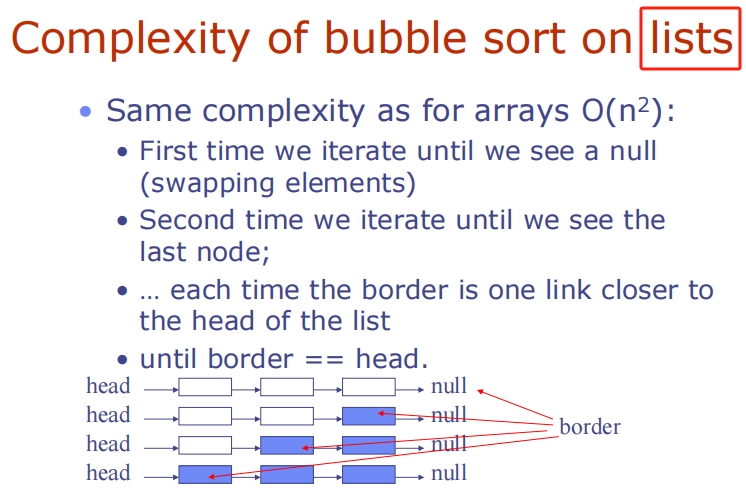 Complexity of bubble sort on lists
• Same complexity as for arrays O(n²):
• First time we iterate until we see a null
(swapping elements)
• Second time we iterate until we see the
last node;
• ... each time the border is one link closer to
the head of the list
• until border == head.
head null
head null
border
head null
head null